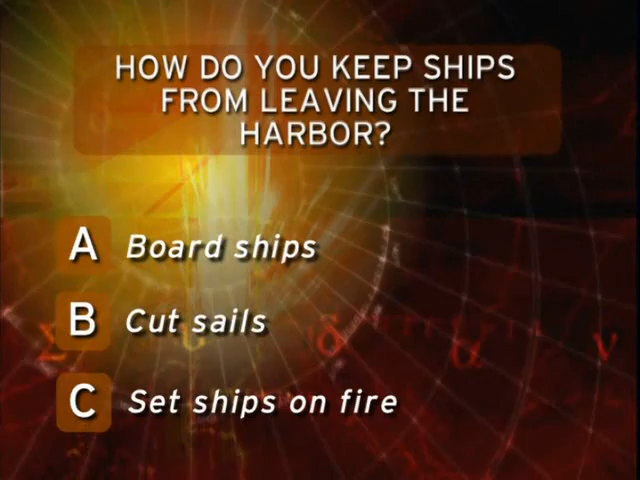 HOW DO YOU KEEP SHIPS
FROM LEAVING THE
HARBOR?
A Board ships
B Cut sails
C Set ships on fire
Σ δ α ν